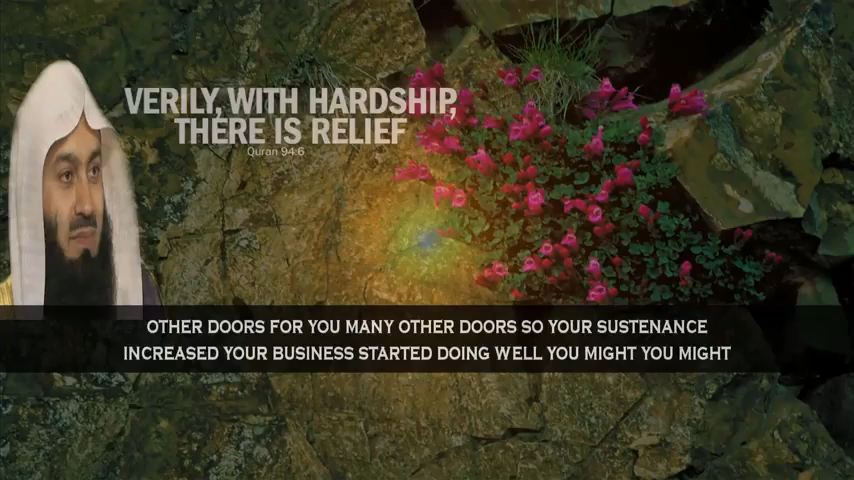 VERILY, WITH HARDSHIP,
THERE IS RELIEF
Quran 94:6
OTHER DOORS FOR YOU MANY OTHER DOORS SO YOUR SUSTENANCE
INCREASED YOUR BUSINESS STARTED DOING WELL YOU MIGHT YOU MIGHT